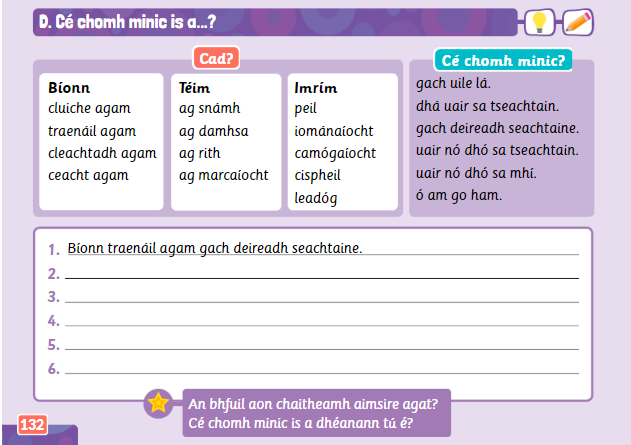 D. Cé chomh minic is a...?
Cad?
Bíonn
cluiche agam
traenáil agam
cleachtadh agam
ceacht agam
Téim
ag snámh
ag damhsa
ag rith
ag marcaíocht
Imrím
peil
iománaíocht
camógaíocht
cispheil
leadóg
Cé chomh minic?
gach uile lá.
dhá uair sa tseachtain.
gach deireadh seachtaine.
uair nó dhó sa tseachtain.
uair nó dhó sa mhí.
ó am go ham.
1. Bíonn traenáil agam gach deireadh seachtaine.
2.
3.
4.
5.
6.
An bhfuil aon chaitheamh aimsire agat?
Cé chomh minic is a dhéanann tú é?
132